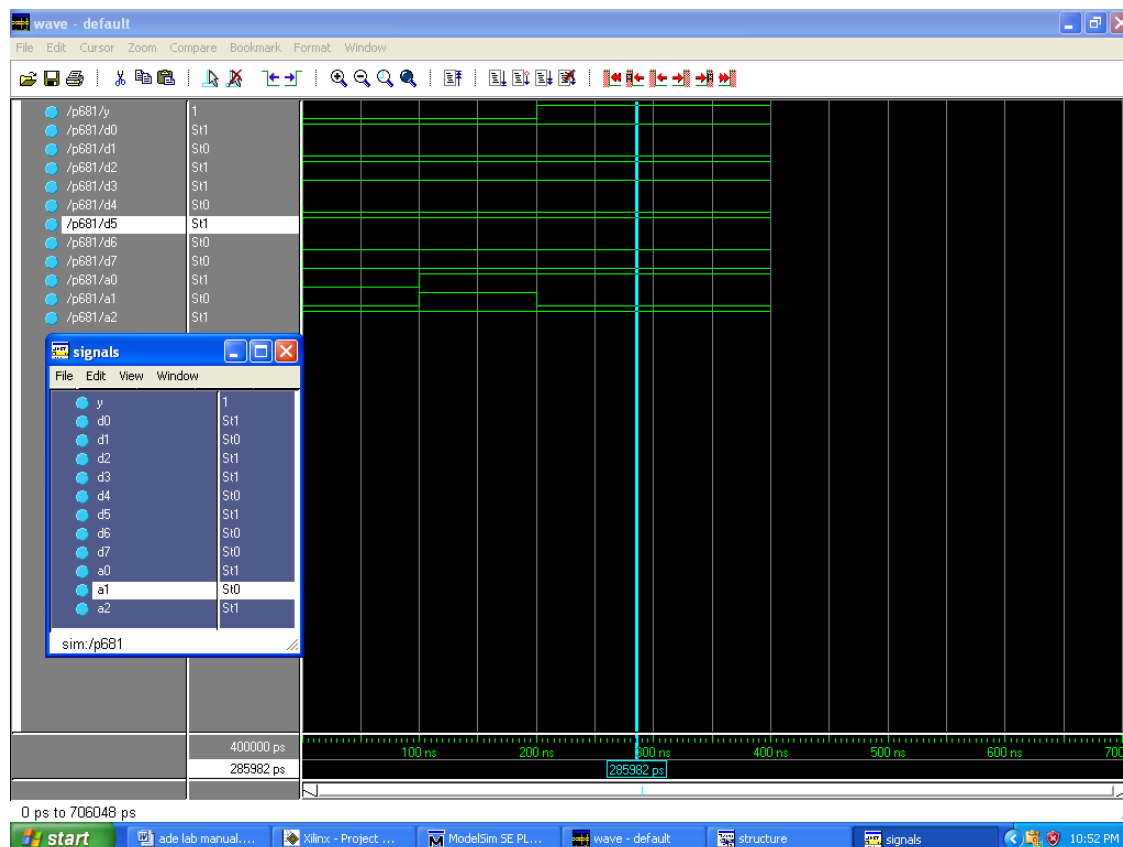 wave - default
File Edit Cursor Zoom Compare Bookmark Format Window
/p681/y 1
/p681/d0 St1
/p681/d1 St0
/p681/d2 St1
/p681/d3 St1
/p681/d4 St0
/p681/d5 St1
/p681/d6 St0
/p681/d7 St0
/p681/a0 St1
/p681/a1 St0
/p681/a2 St1
signals
File Edit View Window
y 1
d0 St1
d1 St0
d2 St1
d3 St1
d4 St0
d5 St1
d6 St0
d7 St0
a0 St1
a1 St0
a2 St1
sim:/p681
400000 ps
100 ns 200 ns 300 ns 400 ns 500 ns 600 ns 700
285982 ps 285982 ps
0 ps to 706048 ps
start ade lab manual.... Xilinx - Project ... ModelSim SE PL... wave - default structure signals 10:52 PM